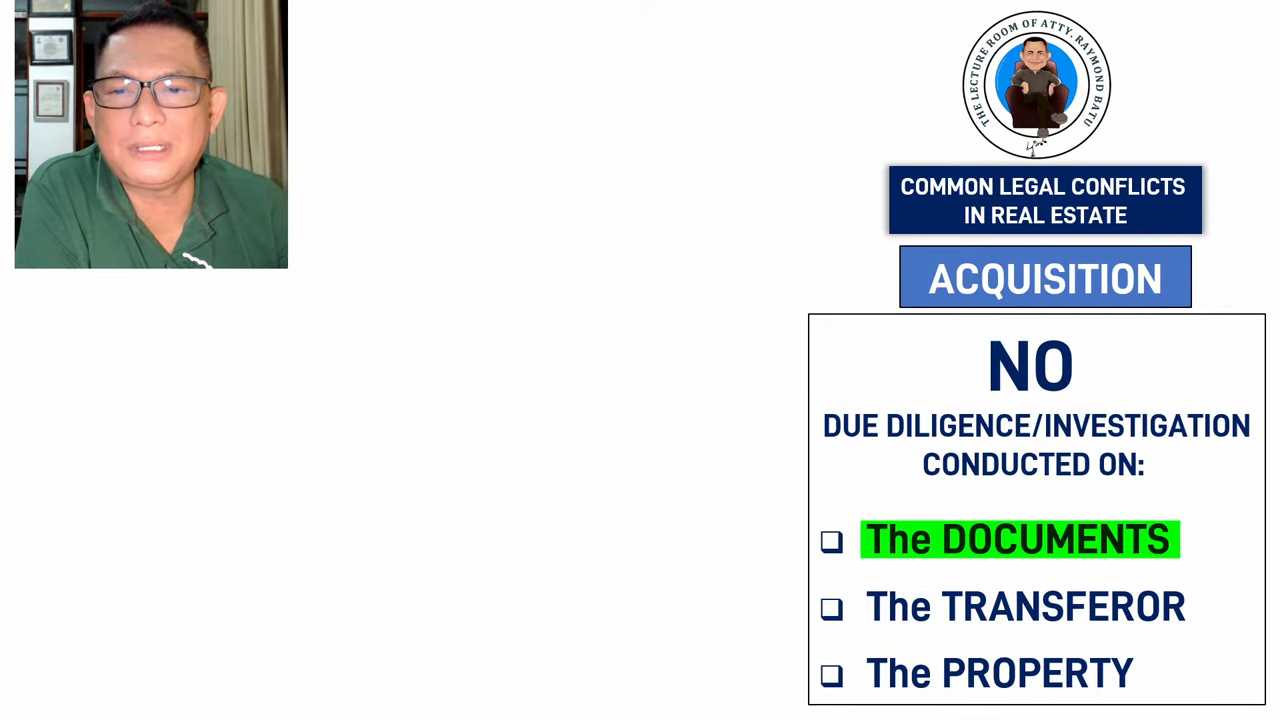 THE LECTURE ROOM OF ATTY. RAYMOND BATU
COMMON LEGAL CONFLICTS
IN REAL ESTATE
ACQUISITION
NO
DUE DILIGENCE/INVESTIGATION
CONDUCTED ON:
The DOCUMENTS
The TRANSFEROR
The PROPERTY